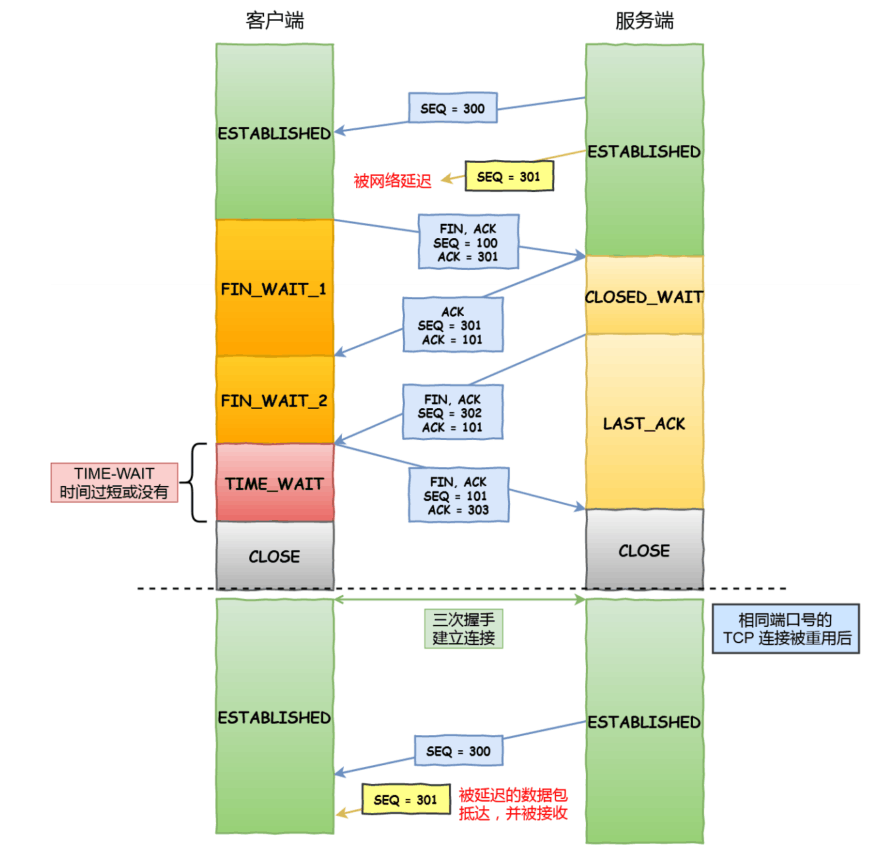 客户端
服务端
SEQ = 300
ESTABLISHED
ESTABLISHED
被网络延迟
SEQ = 301
FIN, ACK
SEQ = 100
ACK = 301
FIN_WAIT_1
CLOSED_WAIT
ACK
SEQ = 301
ACK = 101
FIN_WAIT_2
FIN, ACK
SEQ = 302
ACK = 101
LAST_ACK
TIME-WAIT
时间过短或没有
TIME_WAIT
FIN, ACK
SEQ = 101
ACK = 303
CLOSE
CLOSE
三次握手
建立连接
相同端口号的
TCP 连接被重用后
ESTABLISHED
ESTABLISHED
SEQ = 300
SEQ = 301
被延迟的数据包
抵达，并被接收